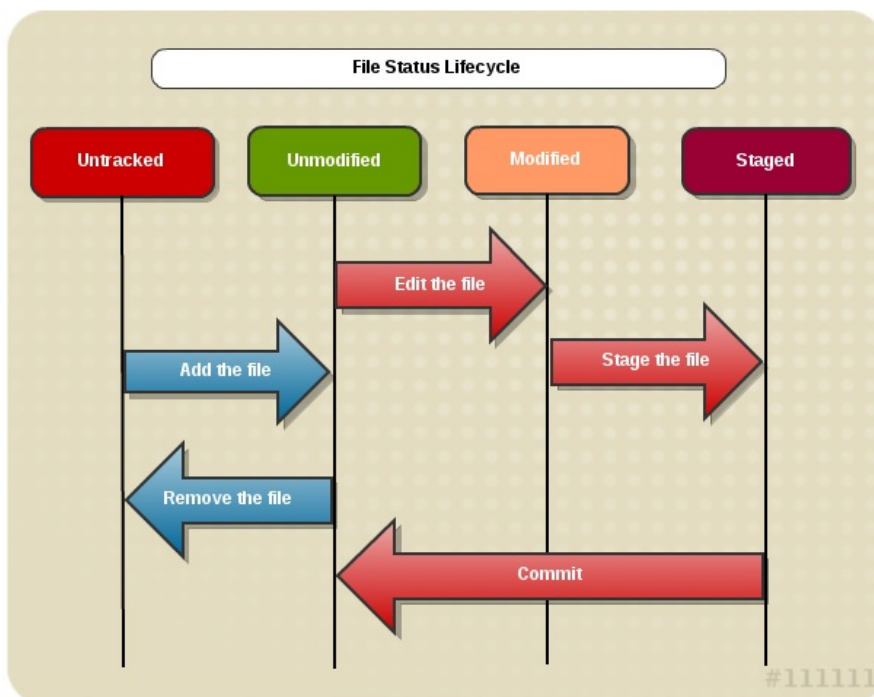 File Status Lifecycle
Untracked
Unmodified
Modified
Staged
Edit the file
Stage the file
Add the file
Remove the file
Commit
#111111